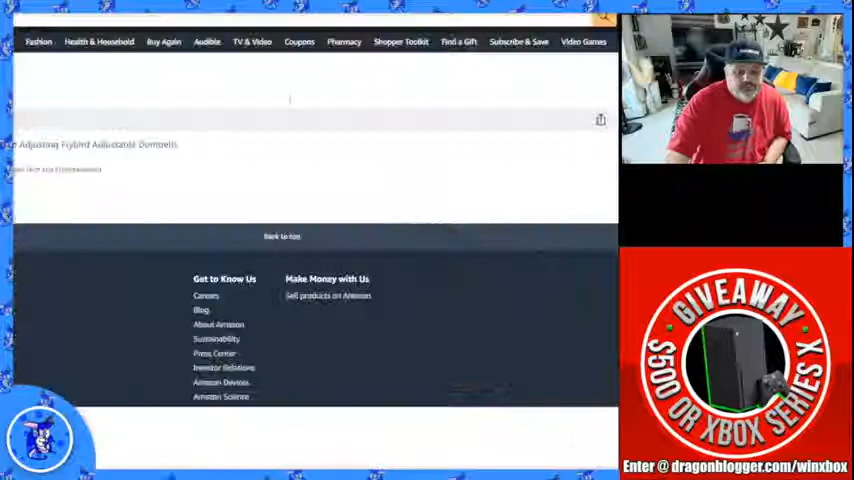 Fashion Health & Household Buy Again Audible TV & Video Coupons Pharmacy Shopper Toolkit Find a Gift Subscribe & Save Video Games
Adjusting Flybird Adjustable Dumbells
Back to top
Get to Know Us
Careers
Blog
About Amazon
Sustainability
Press Center
Investor Relations
Amazon Devices
Amazon Science
Make Money with Us
Sell products on Amazon
GIVEAWAY
$500 OR XBOX SERIES X
Enter @ dragonblogger.com/winxbox